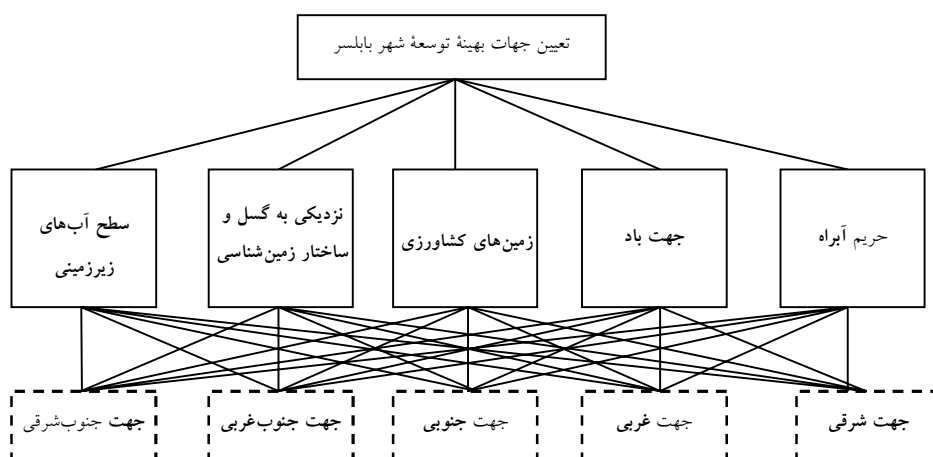 تعیین جهات بهینهٔ توسعهٔ شهر بابلسر
حریم آبراه
جهت باد
زمین‌های کشاورزی
نزدیکی به گسل و
ساختار زمین‌شناسی
سطح آب‌های
زیرزمینی
جهت شرقی
جهت غربی
جهت جنوبی
جهت جنوب‌غربی
جهت جنوب‌شرقی